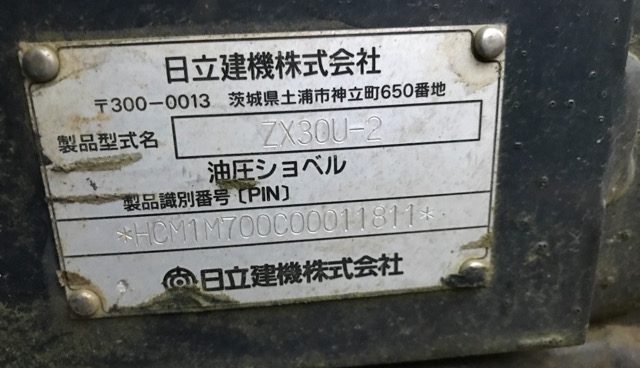 日立建機株式会社
〒300-0013 茨城県土浦市神立町650番地
製品型式名 ZX30U-2
油圧ショベル
製品識別番号〔PIN〕
*HCM1M700C00011811*
日立建機株式会社